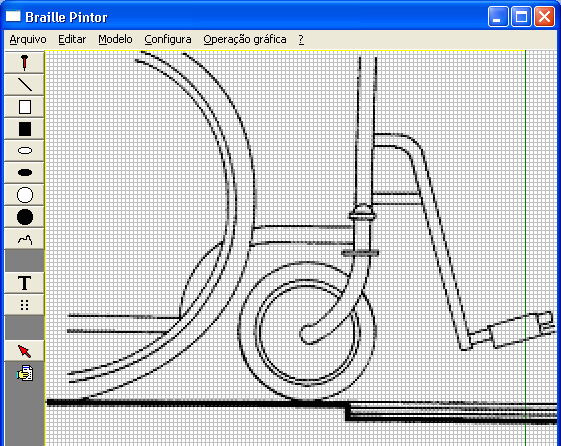 Braille Pintor
Arquivo Editar Modelo Configura Operação gráfica ?
T